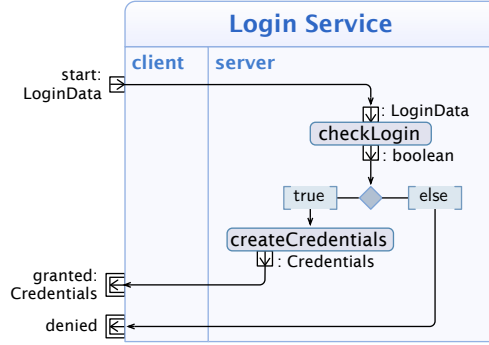 Login Service
client
server
start:
LoginData
: LoginData
checkLogin
: boolean
true
else
createCredentials
: Credentials
granted:
Credentials
denied